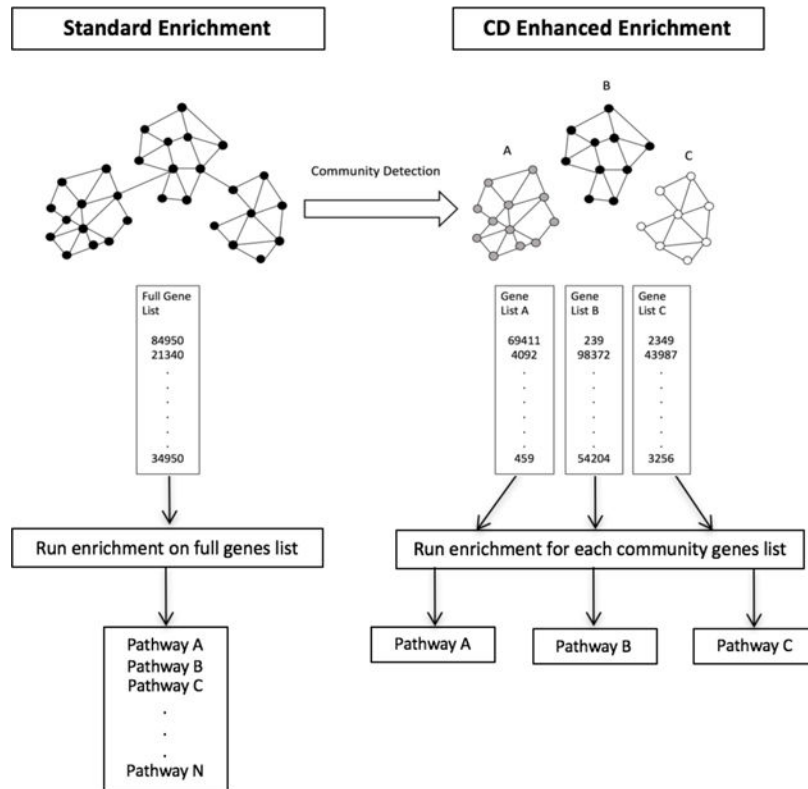 Standard Enrichment
CD Enhanced Enrichment
A
B
C
Community Detection
Full Gene
List
84950
21340
.
.
.
.
.
.
34950
Gene
List A
69411
4092
.
.
.
.
.
.
459
Gene
List B
239
98372
.
.
.
.
.
.
54204
Gene
List C
2349
43987
.
.
.
.
.
.
3256
Run enrichment on full genes list
Run enrichment for each community genes list
Pathway A
Pathway B
Pathway C
.
.
.
Pathway N
Pathway A
Pathway B
Pathway C